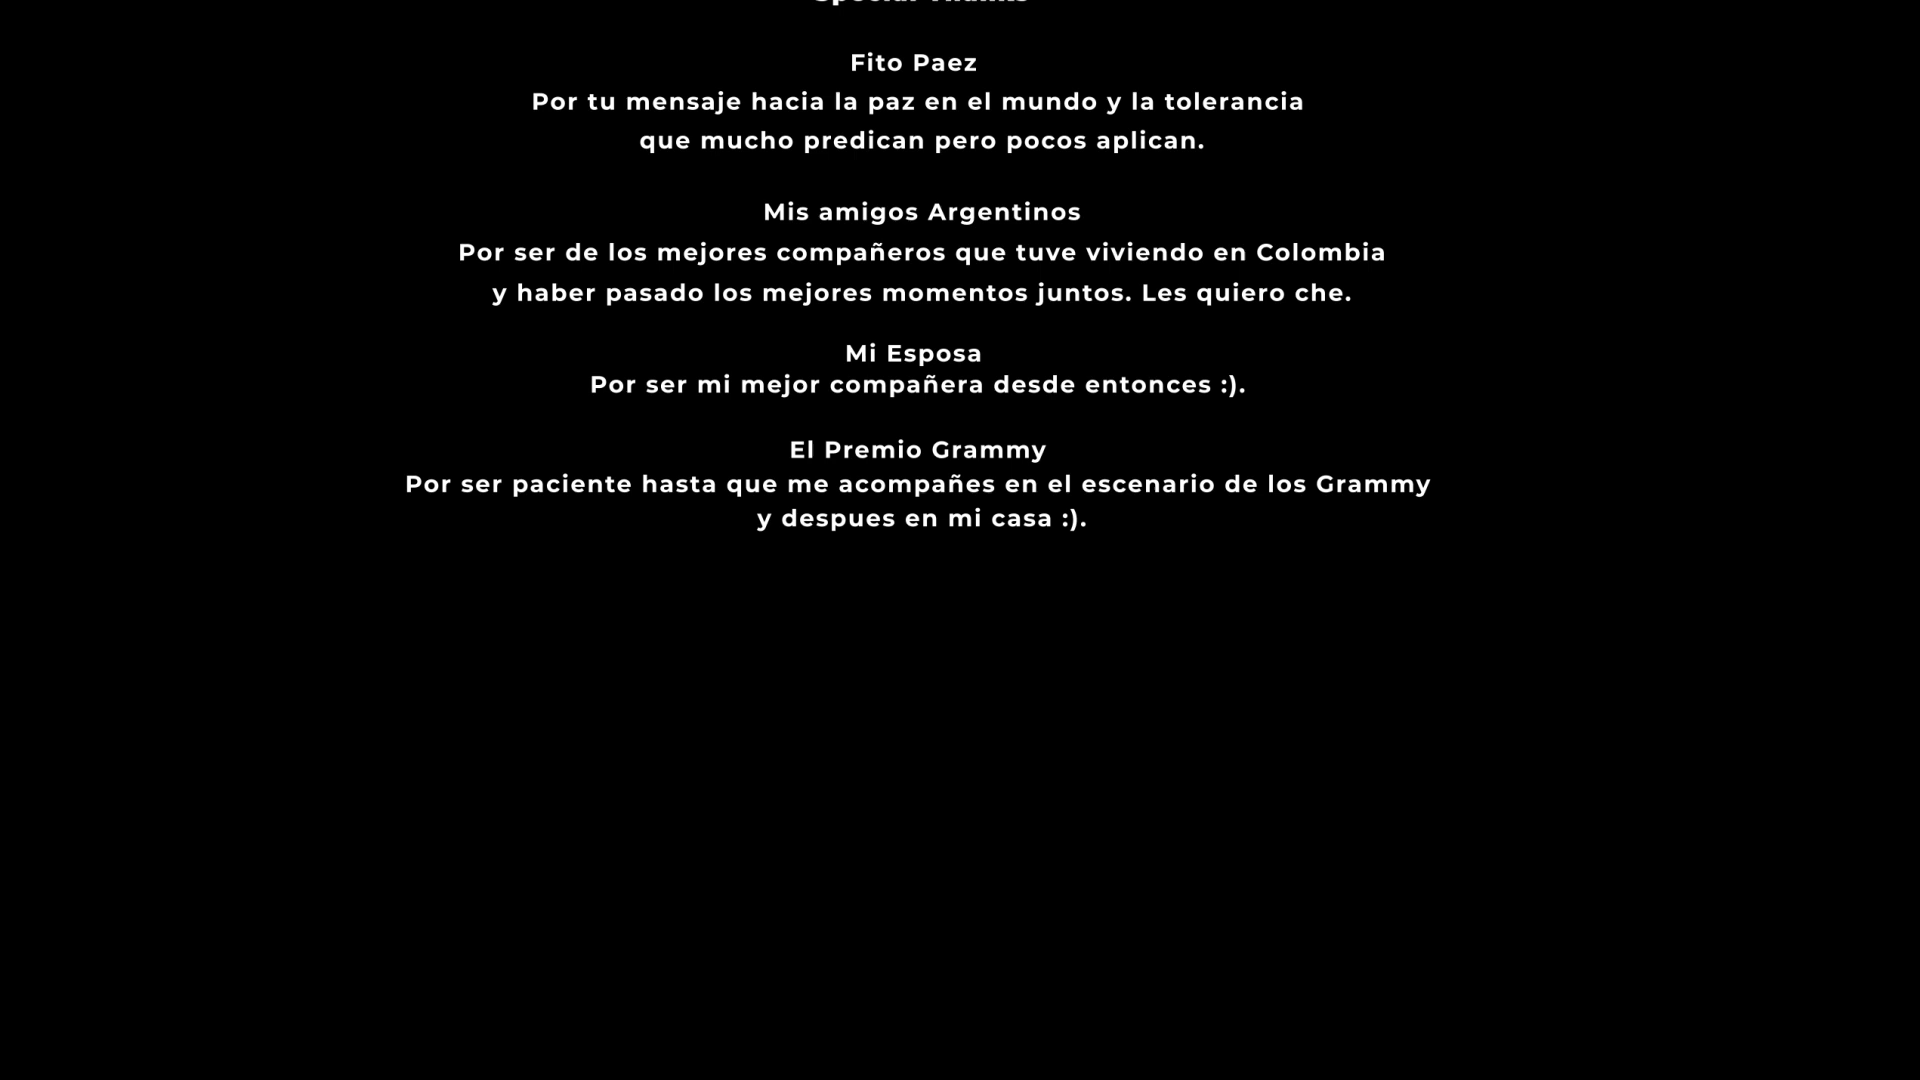 Special Thanks
Fito Paez
Por tu mensaje hacia la paz en el mundo y la tolerancia
que mucho predican pero pocos aplican.
Mis amigos Argentinos
Por ser de los mejores compañeros que tuve viviendo en Colombia
y haber pasado los mejores momentos juntos. Les quiero che.
Mi Esposa
Por ser mi mejor compañera desde entonces :).
El Premio Grammy
Por ser paciente hasta que me acompañes en el escenario de los Grammy
y despues en mi casa :).